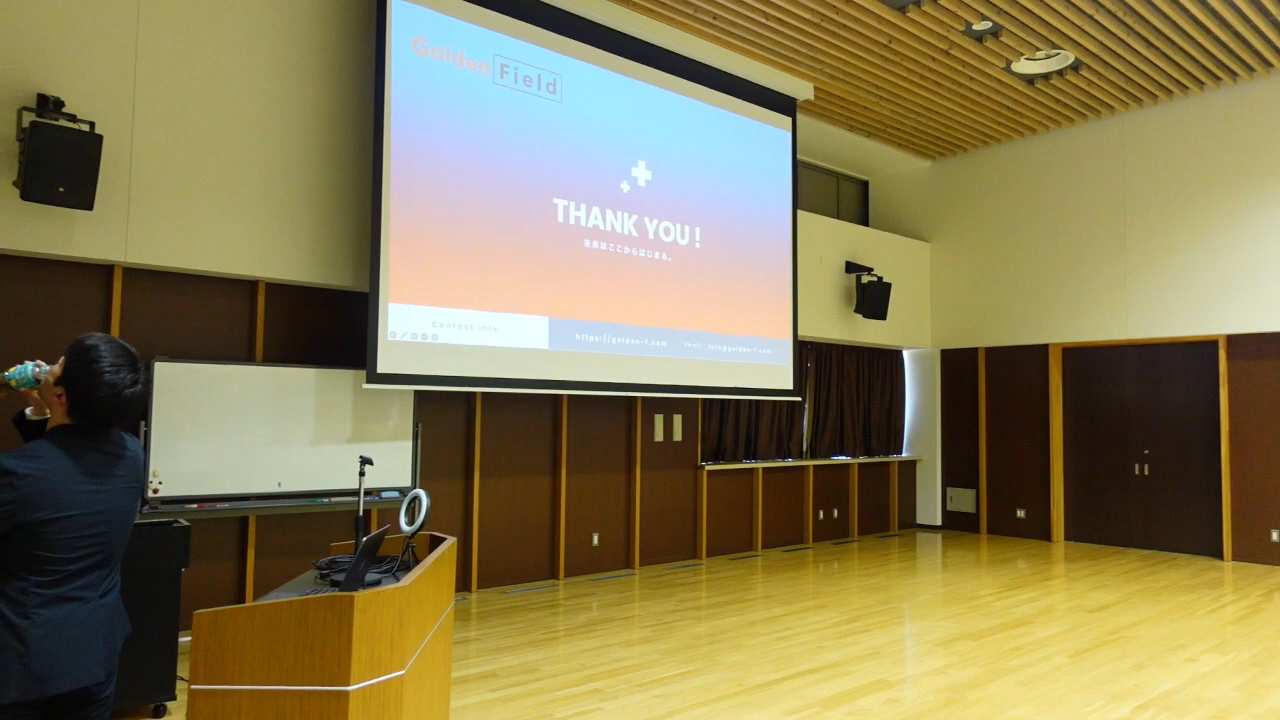 Golden Field
THANK YOU !
未来はここからはじまる。
Contact Info
https://golden-f.com
Email: info@golden-f.com